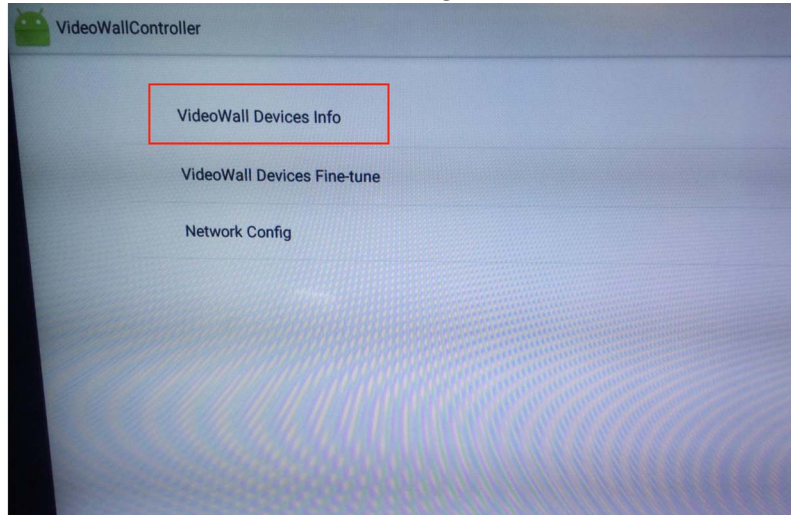 VideoWallController
VideoWall Devices Info
VideoWall Devices Fine-tune
Network Config